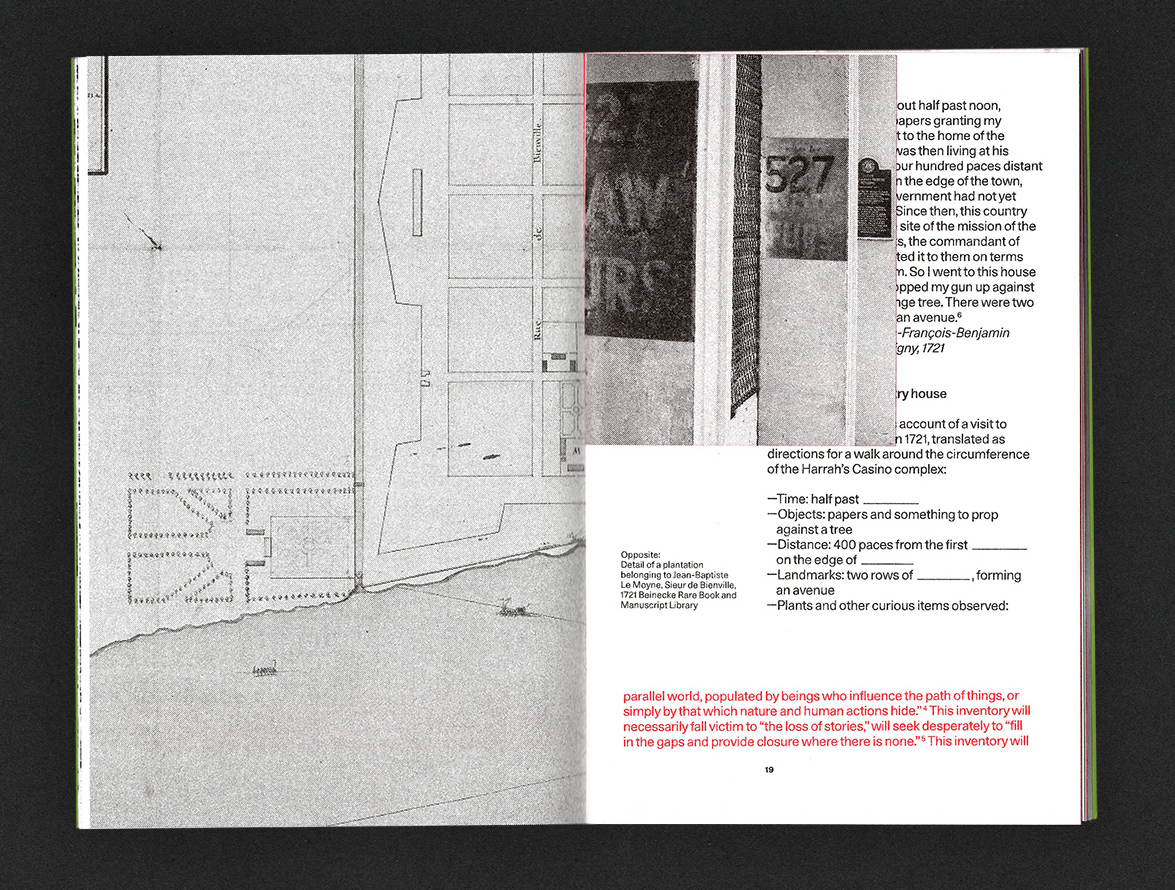 Bienville.
de
Rue
527
AW
URS
527
out half past noon,
papers granting my
t to the home of the
was then living at his
our hundred paces distant
n the edge of the town,
vernment had not yet
Since then, this country
site of the mission of the
s, the commandant of
ted it to them on terms
m. So I went to this house
opped my gun up against
nge tree. There were two
an avenue.⁶
-François-Benjamin
igny, 1721
ry house
account of a visit to
n 1721, translated as
directions for a walk around the circumference
of the Harrah's Casino complex:
—Time: half past ________
—Objects: papers and something to prop
against a tree
—Distance: 400 paces from the first ________
on the edge of ________
—Landmarks: two rows of ________, forming
an avenue
—Plants and other curious items observed:
Opposite:
Detail of a plantation
belonging to Jean-Baptiste
Le Moyne, Sieur de Bienville,
1721 Beinecke Rare Book and
Manuscript Library
parallel world, populated by beings who influence the path of things, or
simply by that which nature and human actions hide.”⁴ This inventory will
necessarily fall victim to “the loss of stories,” will seek desperately to “fill
in the gaps and provide closure where there is none.”⁵ This inventory will
19